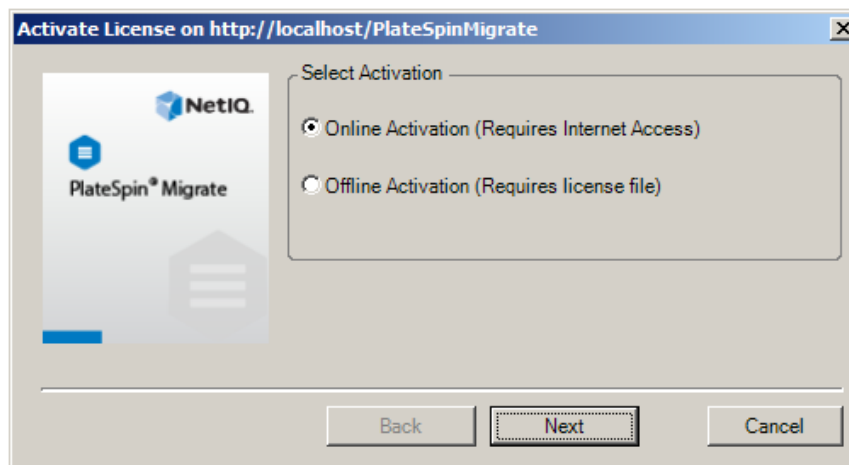 Activate License on http://localhost/PlateSpinMigrate
NetIQ.
PlateSpin® Migrate
Select Activation
Online Activation (Requires Internet Access)
Offline Activation (Requires license file)
Back
Next
Cancel